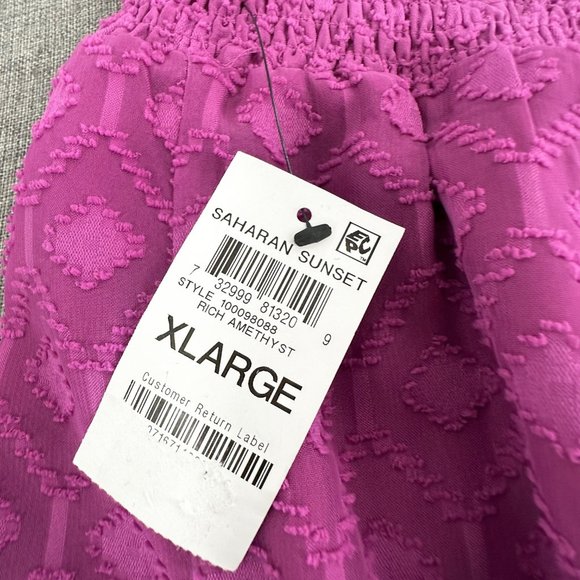 SAHARAN SUNSET
7 32999 81320 9
STYLE 100098088
RICH AMETHYST
XLARGE
Customer Return Label